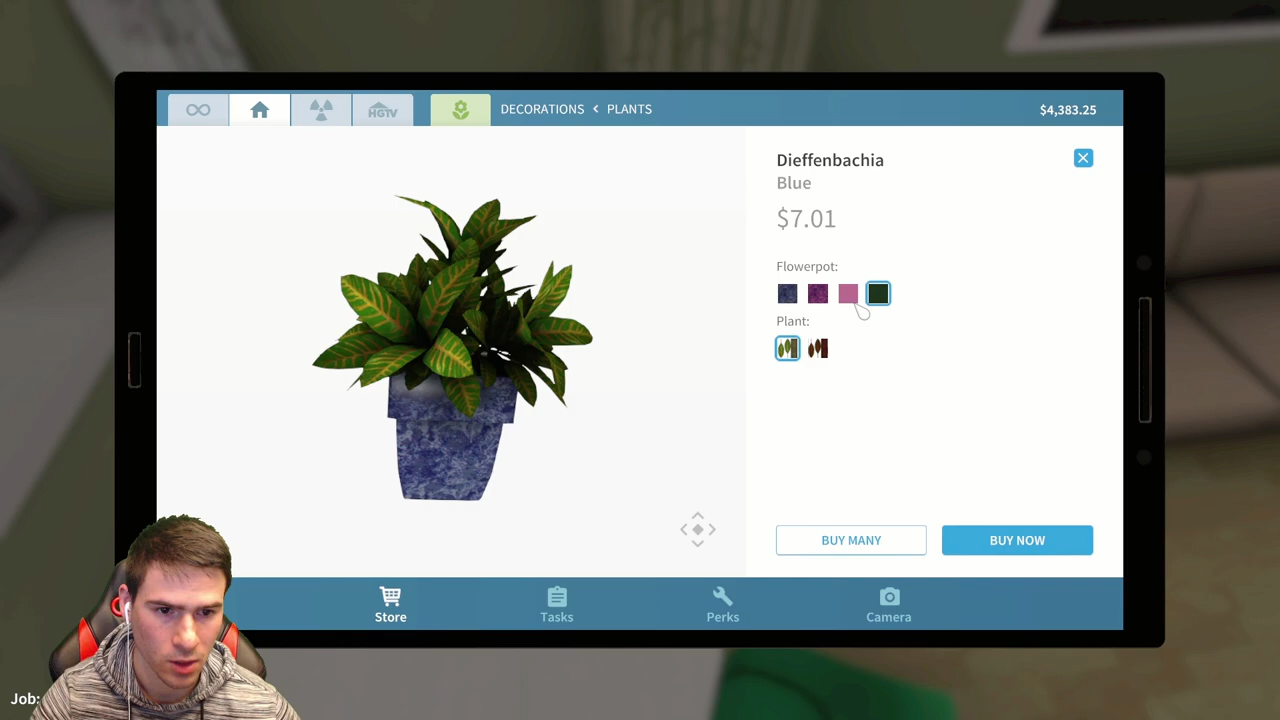 HGTV
DECORATIONS < PLANTS
$4,383.25
Dieffenbachia
Blue
$7.01
Flowerpot:
Plant:
BUY MANY
BUY NOW
Store
Tasks
Perks
Camera
Job: